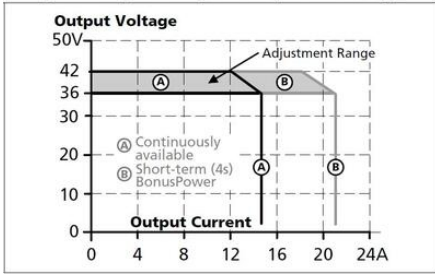 Output Voltage
50V
Adjustment Range
42
A
B
36
30
A Continuously
available
20
B Short-term (4s)
BonusPower
A
B
10
Output Current
0
0 4 8 12 16 20 24A